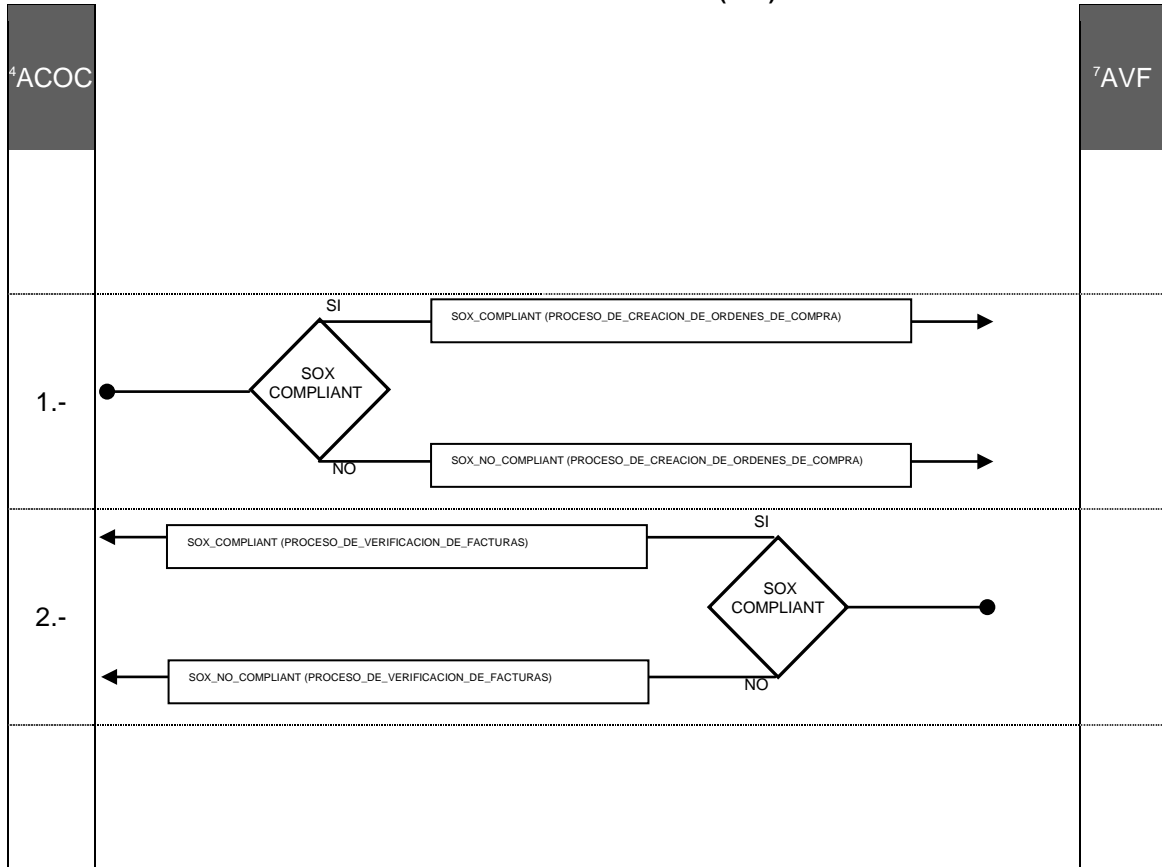 ⁴ACOC
⁷AVF
SI
SOX_COMPLIANT (PROCESO_DE_CREACION_DE_ORDENES_DE_COMPRA)
SOX
COMPLIANT
1.-
SOX_NO_COMPLIANT (PROCESO_DE_CREACION_DE_ORDENES_DE_COMPRA)
NO
SI
SOX_COMPLIANT (PROCESO_DE_VERIFICACION_DE_FACTURAS)
SOX
COMPLIANT
2.-
SOX_NO_COMPLIANT (PROCESO_DE_VERIFICACION_DE_FACTURAS)
NO